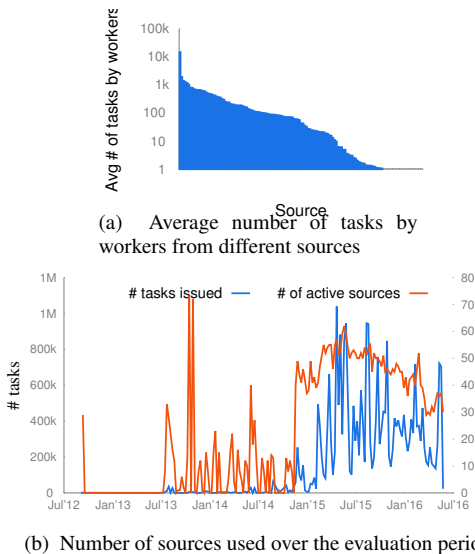 100k
10k
1k
100
10
1
Avg # of tasks by workers
Source
(a) Average number of tasks by
workers from different sources
# tasks issued
# of active sources
1M
1M
800k
600k
400k
200k
0
# tasks
80
70
60
50
40
30
20
10
0
Jul'12 Jan'13 Jul'13 Jan'14 Jul'14 Jan'15 Jul'15 Jan'16 Jul'16
(b) Number of sources used over the evaluation